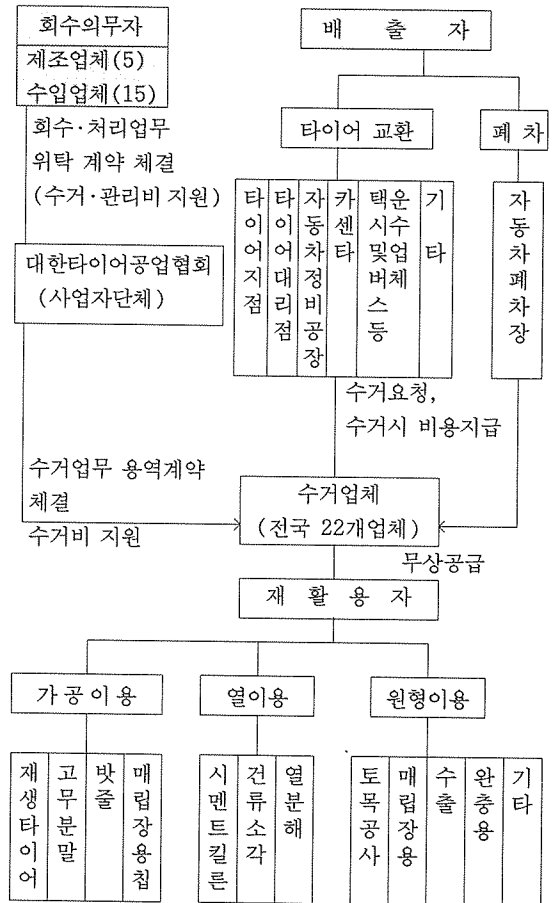 회수의무자
제조업체(5)
수입업체(15)
회수·처리업무
위탁 계약 체결
(수거·관리비 지원)
대한타이어공업협회
(사업자단체)
수거업무 용역계약
체결
수거비 지원
배 출 자
타이어 교환
폐 차
타이어지점
타이어대리점
자동차정비공장
카센타
택시및버스등
운수업체
기타
자동차폐차장
수거요청,
수거시 비용지급
수거업체
(전국 22개업체)
무상공급
재 활 용 자
가공이용
열이용
원형이용
재생타이어
고무분말
밧줄
매립장용칩
시멘트킬른
건류소각
열분해
토목공사
매립장용
수출
완충용
기타